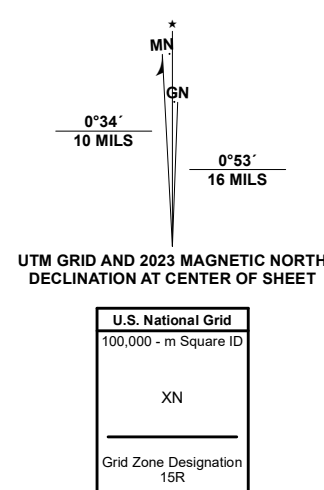 ★
MN
GN
0°34´
10 MILS
0°53´
16 MILS
UTM GRID AND 2023 MAGNETIC NORTH
DECLINATION AT CENTER OF SHEET
U.S. National Grid
100,000 - m Square ID
XN
Grid Zone Designation
15R